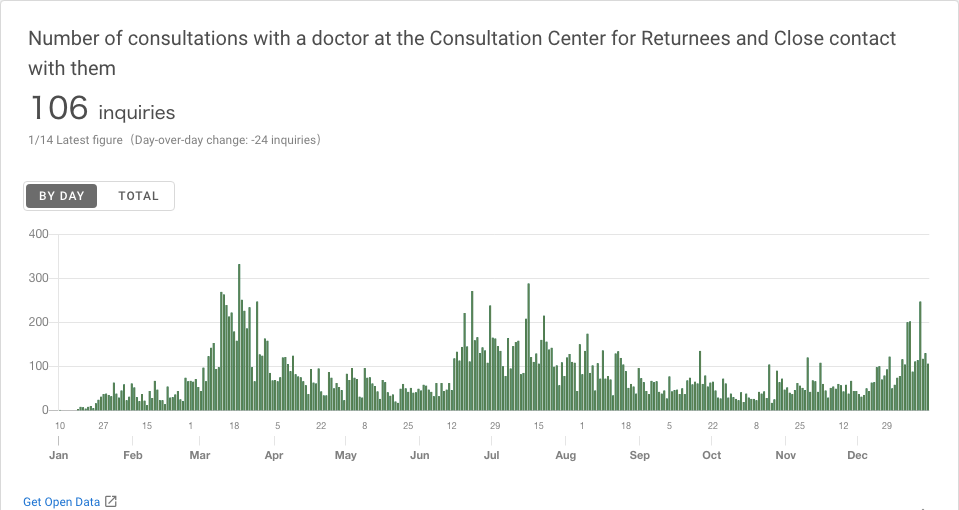 Number of consultations with a doctor at the Consultation Center for Returnees and Close contact
with them
106 inquiries
1/14 Latest figure（Day-over-day change: -24 inquiries）
BY DAY TOTAL
400
300
200
100
0
10 27 15 1 18 5 22 8 25 12 29 15 1 18 5 22 8 25 12 29
Jan Feb Mar Apr May Jun Jul Aug Sep Oct Nov Dec
Get Open Data